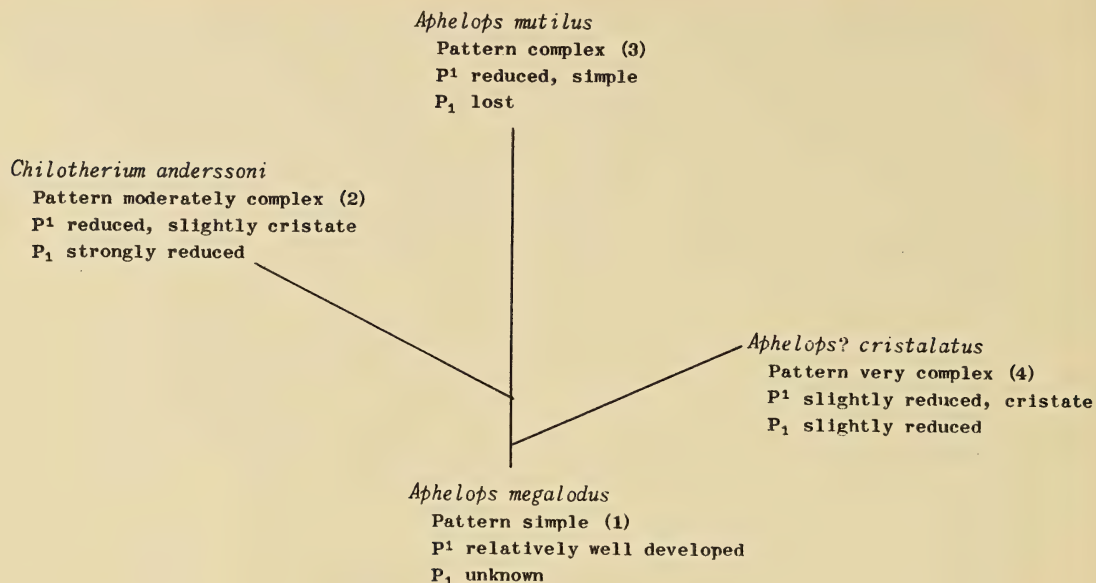 Aphelops mutilus
Pattern complex (3)
P¹ reduced, simple
P₁ lost
Chilotherium anderssoni
Pattern moderately complex (2)
P¹ reduced, slightly cristate
P₁ strongly reduced
Aphelops? cristalatus
Pattern very complex (4)
P¹ slightly reduced, cristate
P₁ slightly reduced
Aphelops megalodus
Pattern simple (1)
P¹ relatively well developed
P₁ unknown